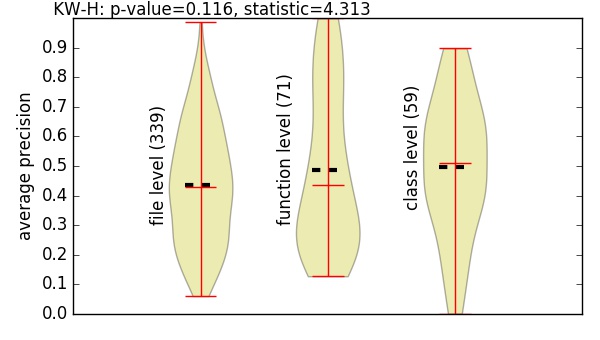 KW-H: p-value=0.116, statistic=4.313
average precision
0.9
0.8
0.7
0.6
0.5
0.4
0.3
0.2
0.1
0.0
file level (339)
function level (71)
class level (59)